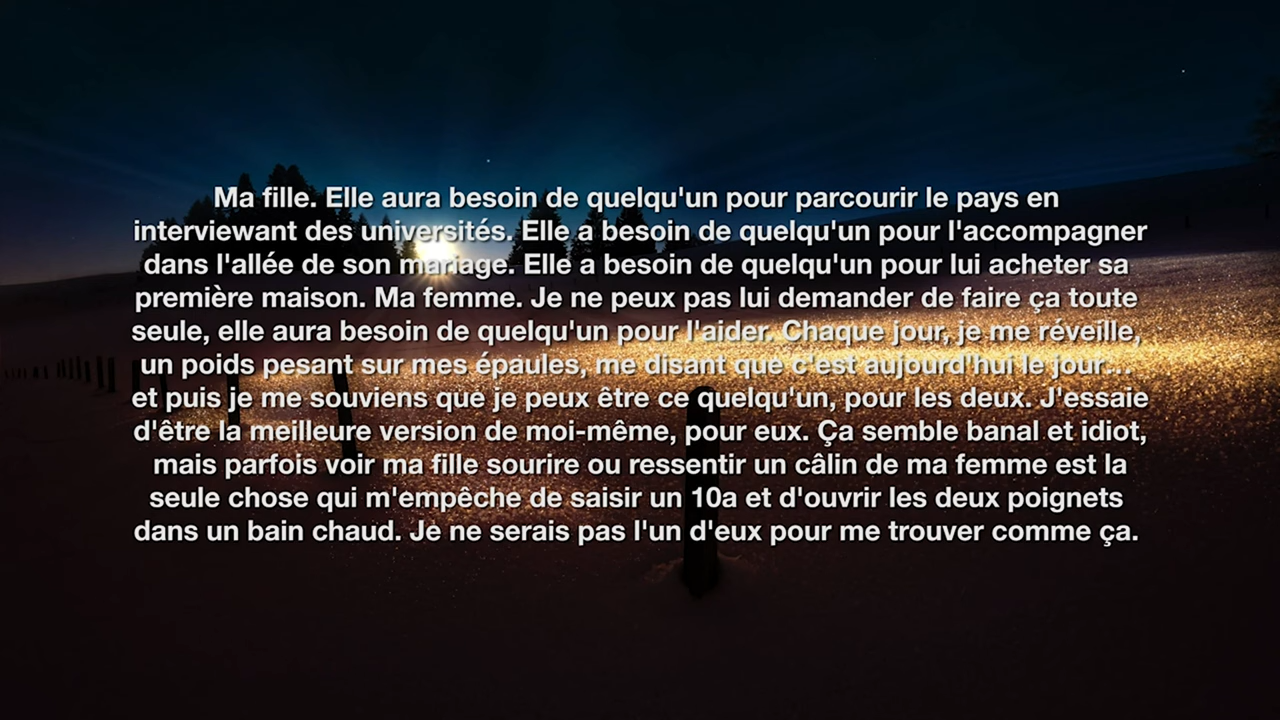 Ma fille. Elle aura besoin de quelqu'un pour parcourir le pays en
interviewant des universités. Elle a besoin de quelqu'un pour l'accompagner
dans l'allée de son mariage. Elle a besoin de quelqu'un pour lui acheter sa
première maison. Ma femme. Je ne peux pas lui demander de faire ça toute
seule, elle aura besoin de quelqu'un pour l'aider. Chaque jour, je me réveille,
un poids pesant sur mes épaules, me disant que c'est aujourd'hui le jour...
et puis je me souviens que je peux être ce quelqu'un, pour les deux. J'essaie
d'être la meilleure version de moi-même, pour eux. Ça semble banal et idiot,
mais parfois voir ma fille sourire ou ressentir un câlin de ma femme est la
seule chose qui m'empêche de saisir un 10a et d'ouvrir les deux poignets
dans un bain chaud. Je ne serais pas l'un d'eux pour me trouver comme ça.